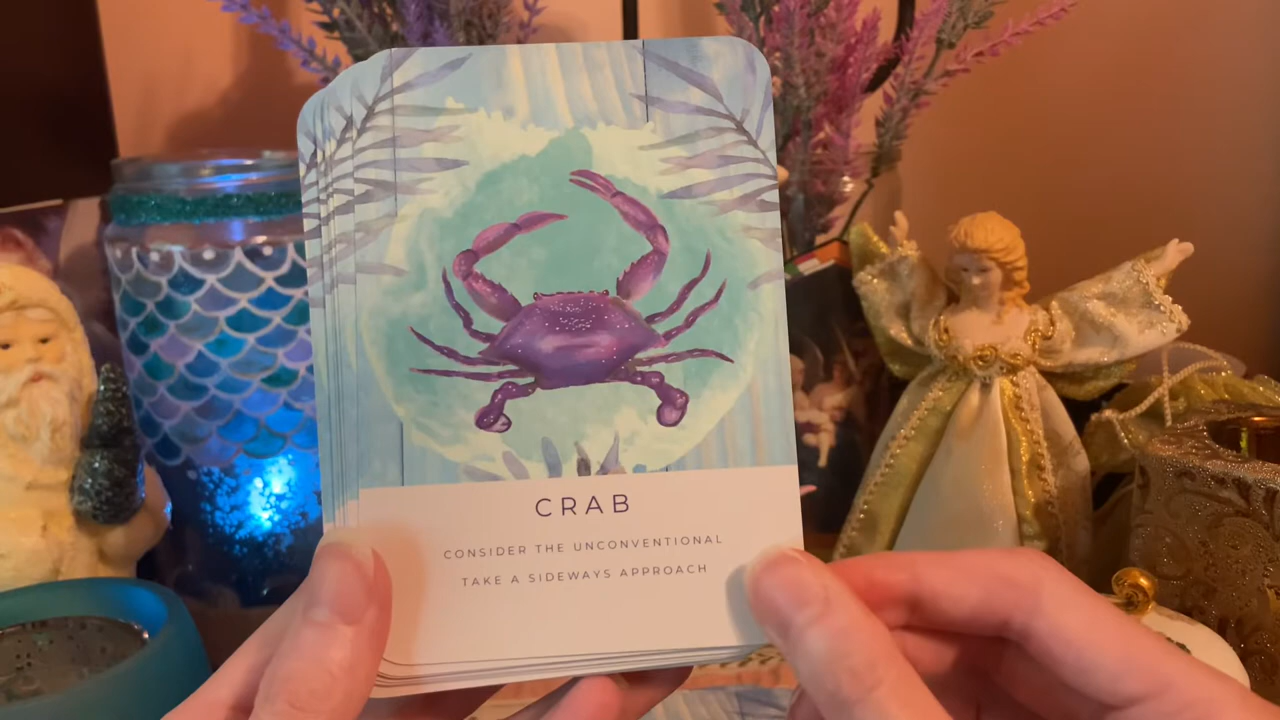 CRAB
CONSIDER THE UNCONVENTIONAL
TAKE A SIDEWAYS APPROACH